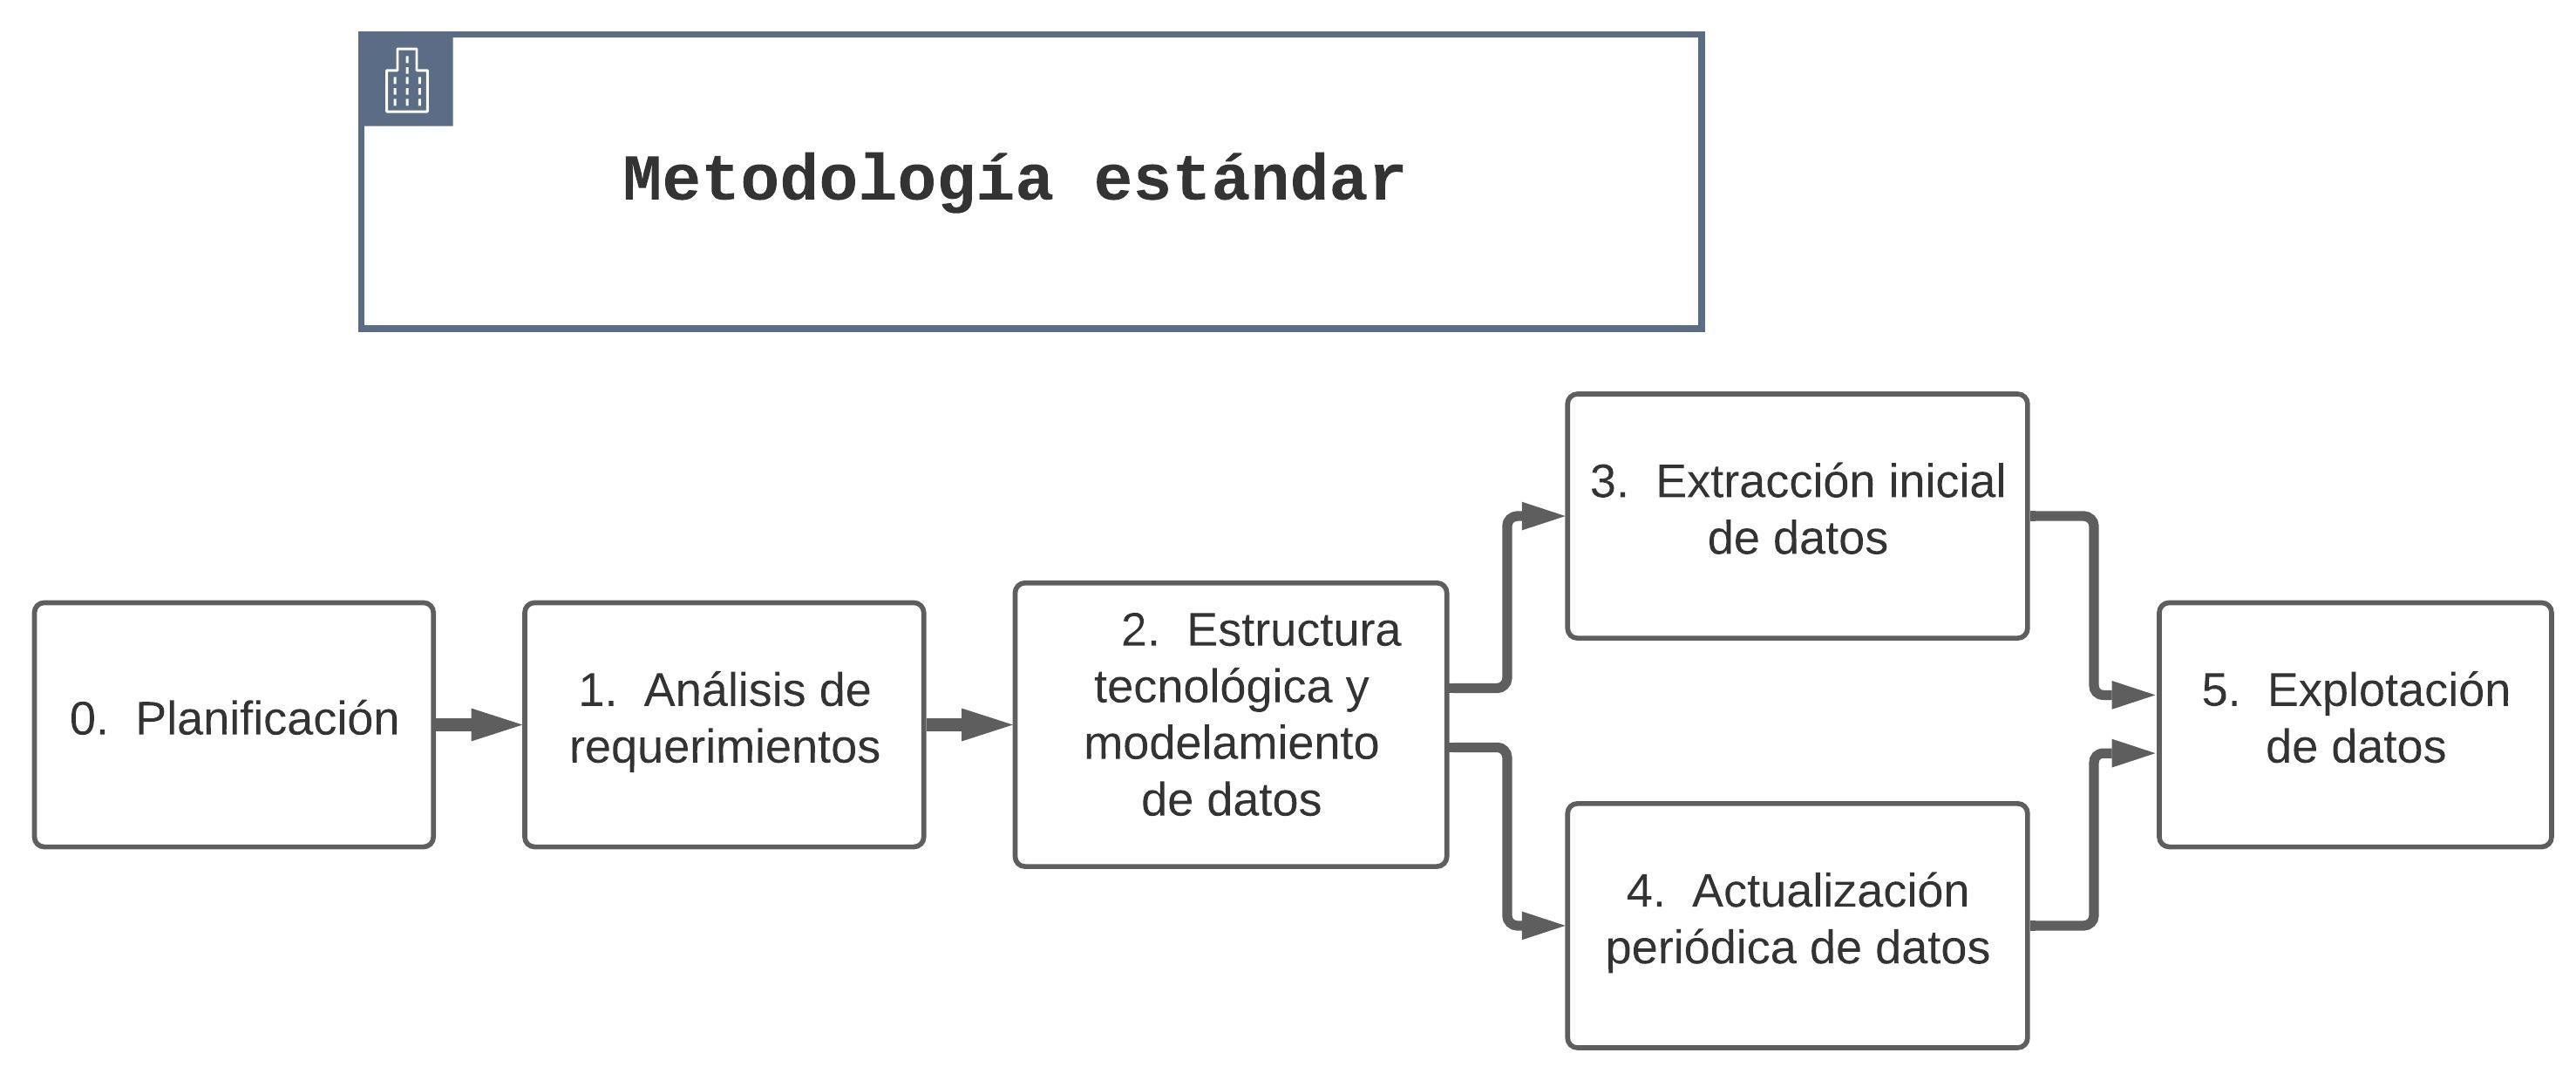 Metodología estándar
0. Planificación
1. Análisis de
requerimientos
2. Estructura
tecnológica y
modelamiento
de datos
3. Extracción inicial
de datos
4. Actualización
periódica de datos
5. Explotación
de datos